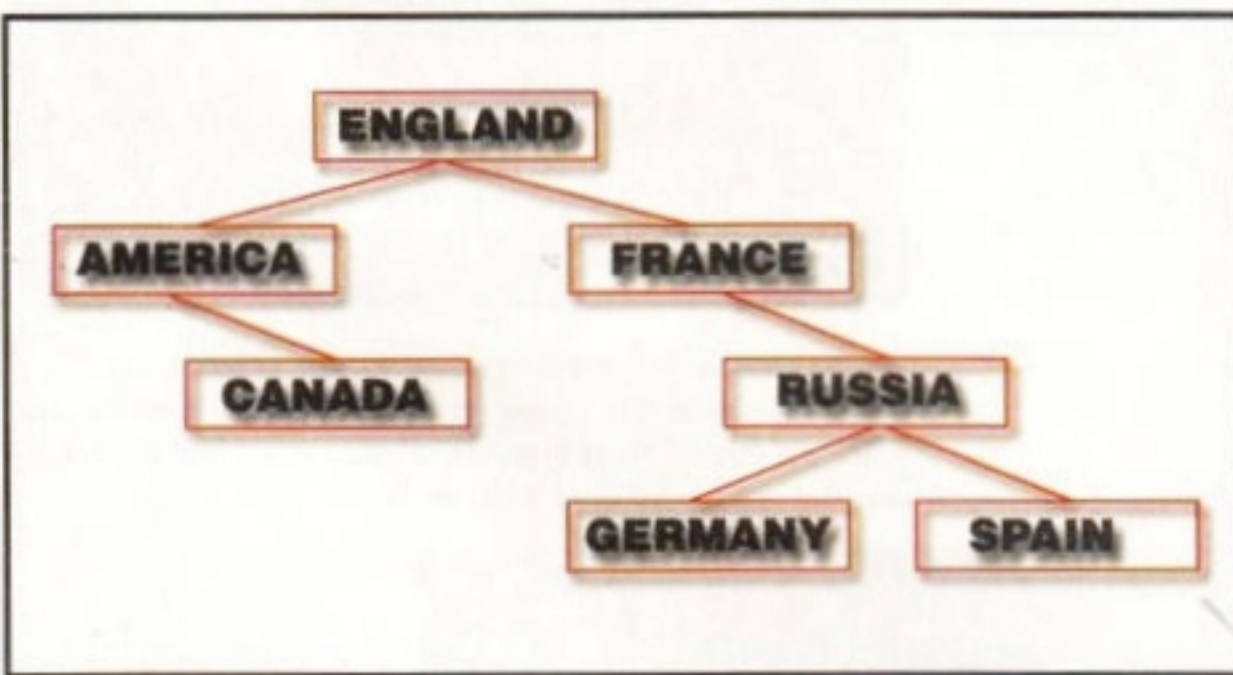 ENGLAND
AMERICA
FRANCE
CANADA
RUSSIA
GERMANY
SPAIN